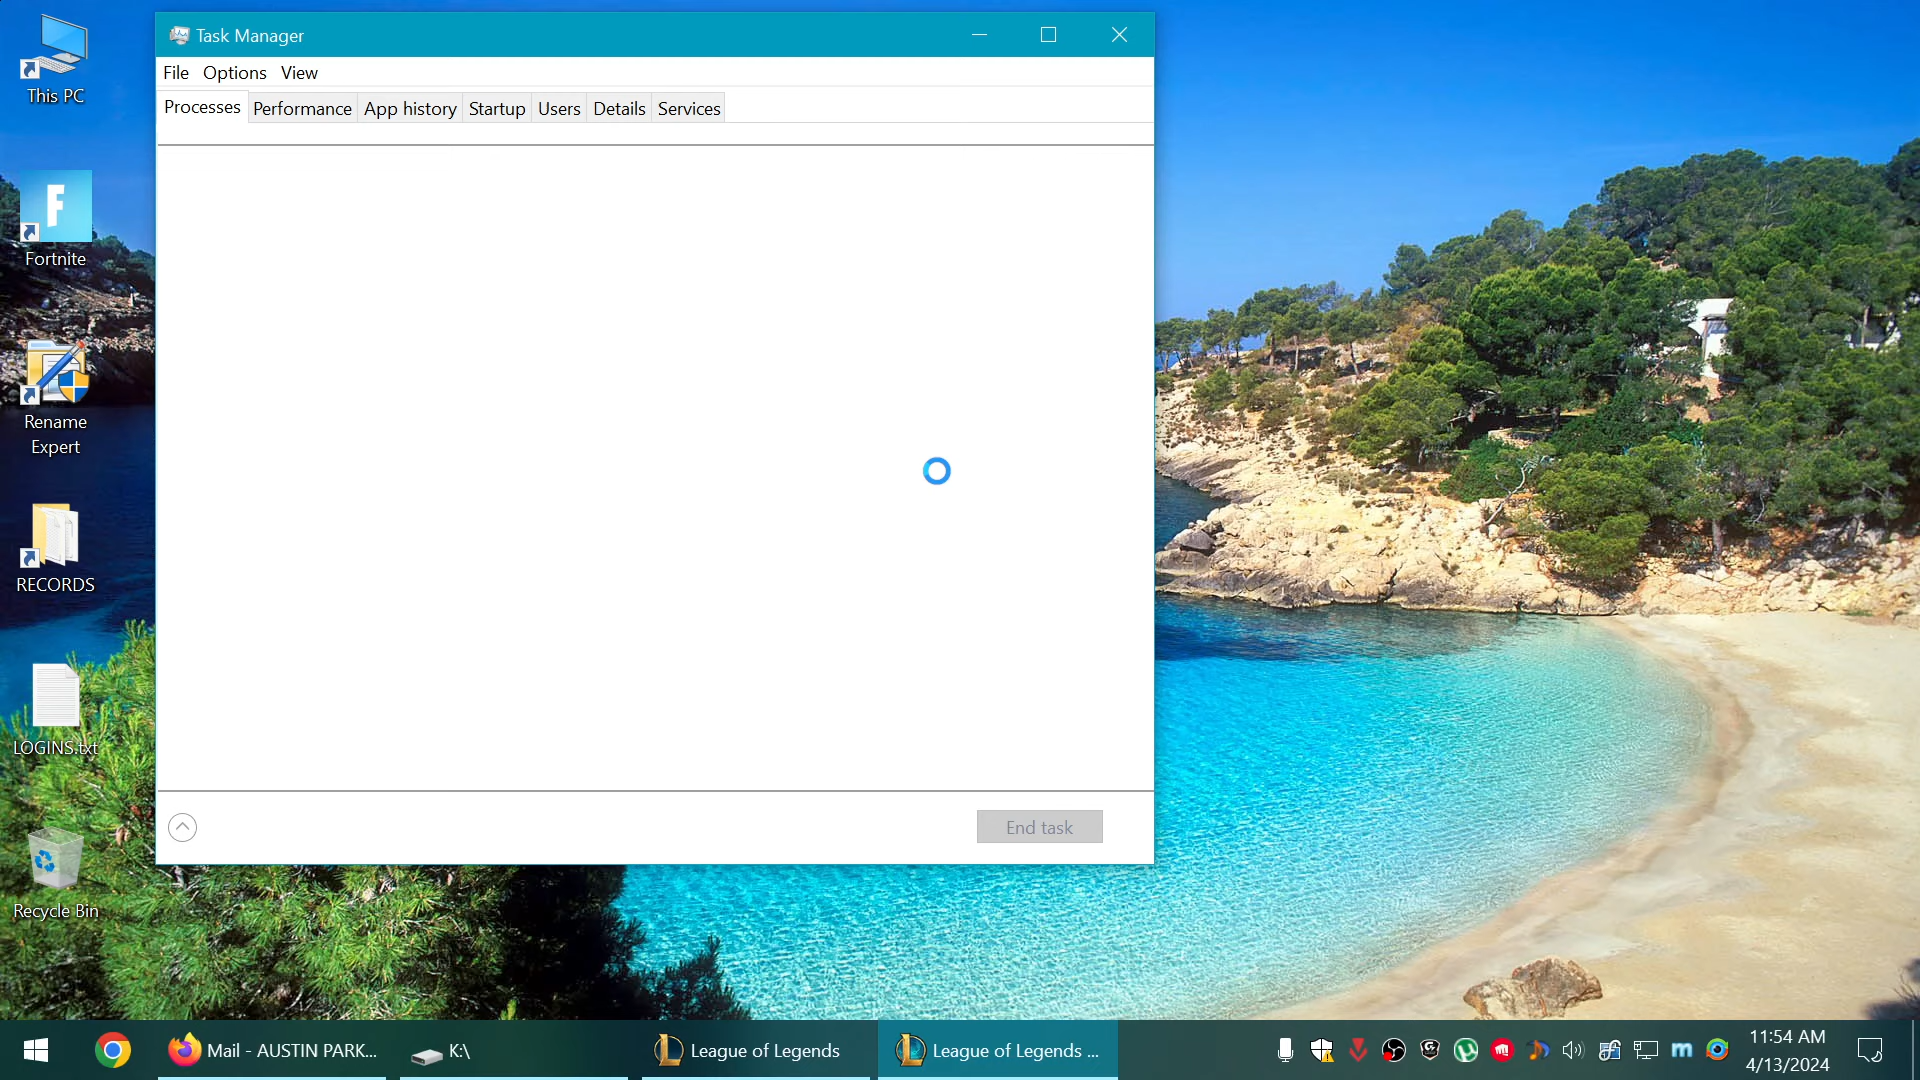 Task Manager
File Options View
Processes Performance App history Startup Users Details Services
End task
This PC
F
Fortnite
Rename
Expert
RECORDS
LOGINS.txt
Recycle Bin
Mail - AUSTIN PARK...
K:\
League of Legends
League of Legends ...
11:54 AM
4/13/2024